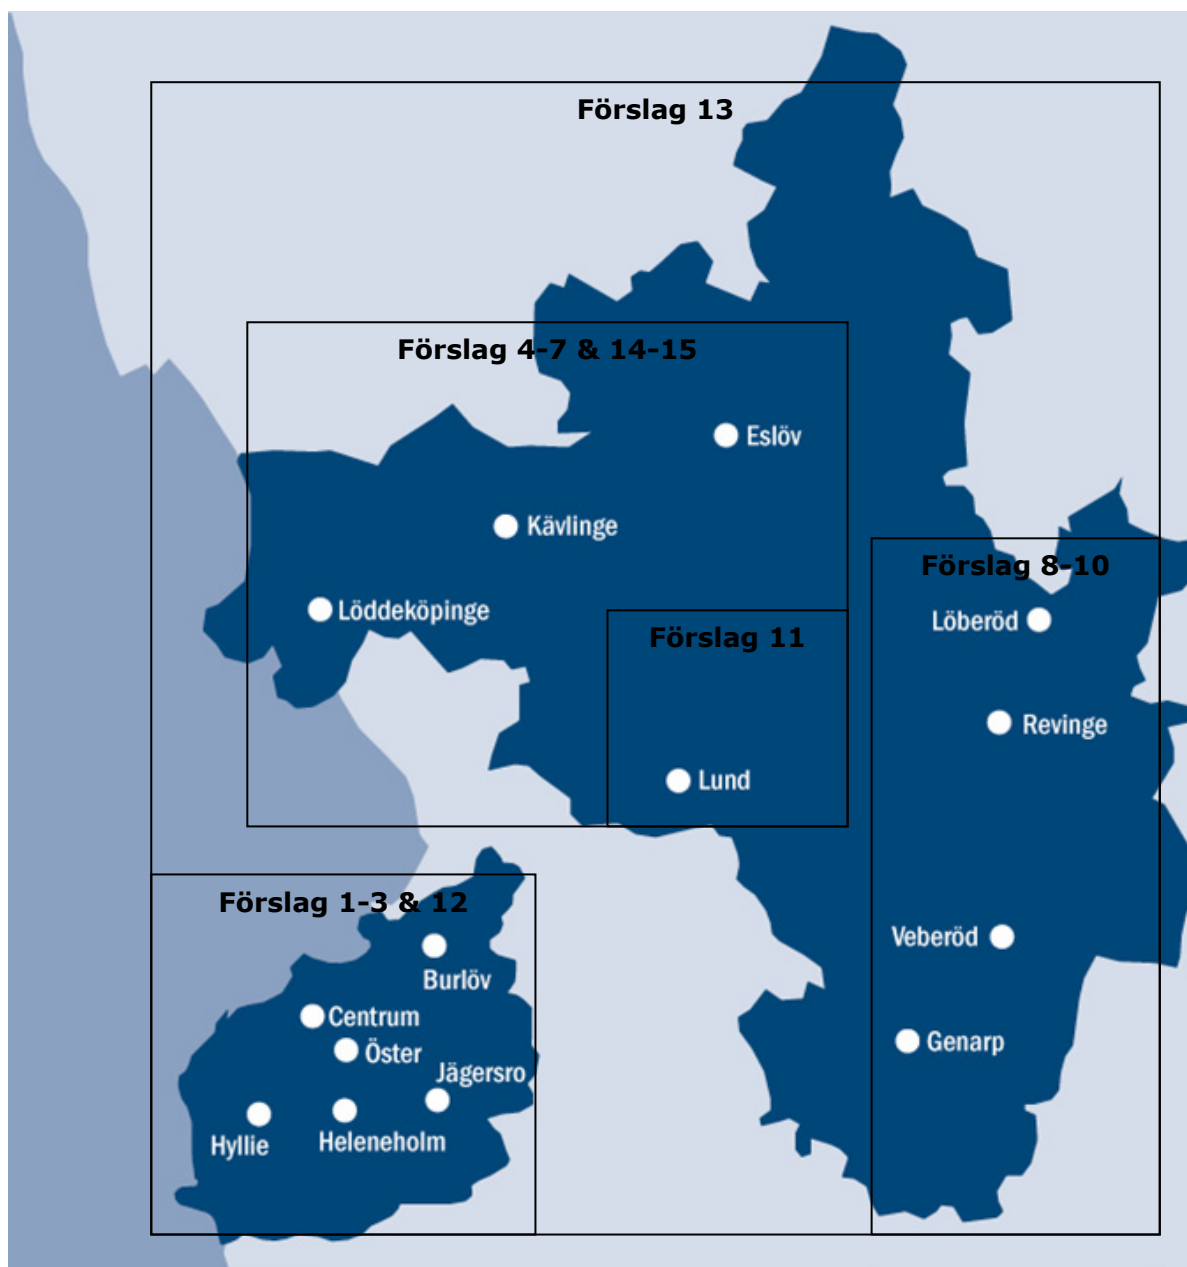 Förslag 13
Förslag 4-7 & 14-15
Eslöv
Kävlinge
Förslag 8-10
Löddeköpinge
Löberöd
Förslag 11
Revinge
Lund
Förslag 1-3 & 12
Veberöd
Burlöv
Centrum
Genarp
Öster
Jägersro
Heleneholm
Hyllie